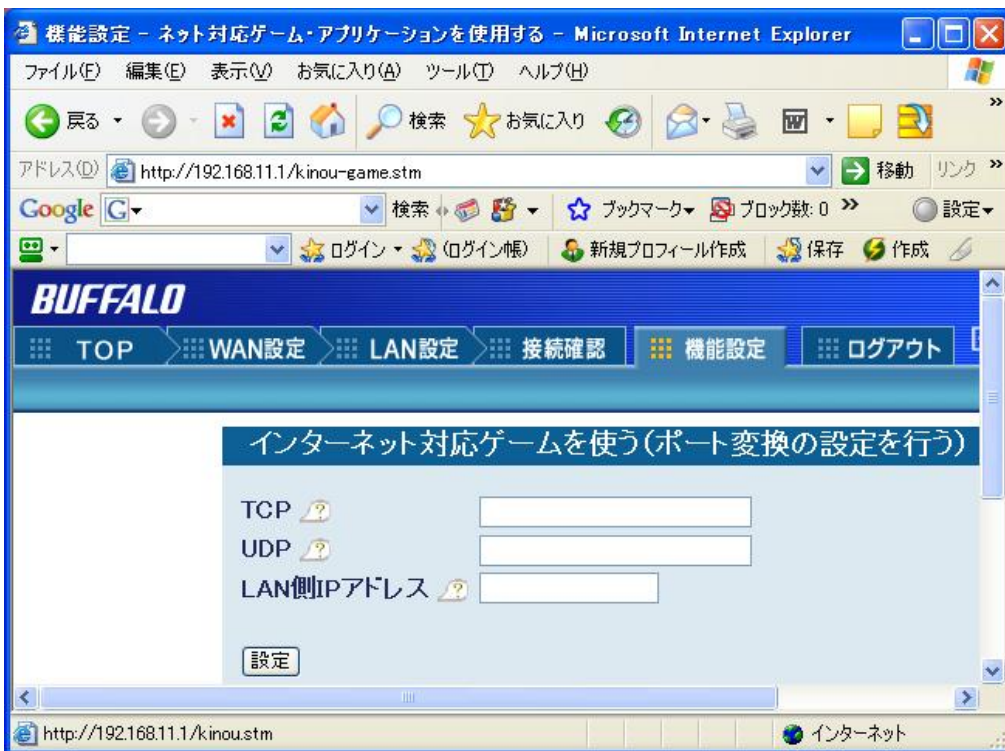 機能設定 - ネット対応ゲーム・アプリケーションを使用する - Microsoft Internet Explorer
ファイル(F) 編集(E) 表示(V) お気に入り(A) ツール(T) ヘルプ(H)
戻る 検索 お気に入り W »
アドレス(D) http://192.168.11.1/kinou-game.stm 移動 リンク »
Google G 検索 ブックマーク ブロック数: 0 » 設定
ログイン (ログイン帳) 新規プロフィール作成 保存 作成
BUFFALO
TOP WAN設定 LAN設定 接続確認 機能設定 ログアウト
インターネット対応ゲームを使う(ポート変換の設定を行う)
TCP ?
UDP ?
LAN側IPアドレス ?
設定
http://192.168.11.1/kinou.stm インターネット